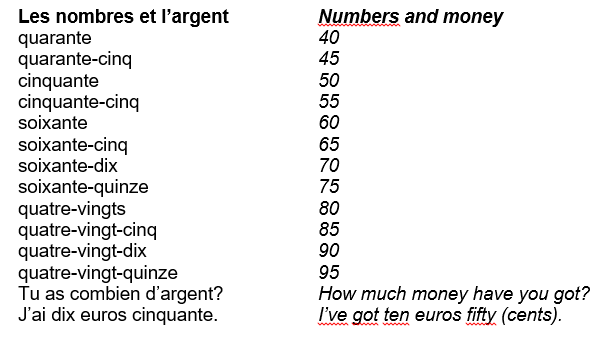 Les nombres et l’argent Numbers and money
quarante 40
quarante-cinq 45
cinquante 50
cinquante-cinq 55
soixante 60
soixante-cinq 65
soixante-dix 70
soixante-quinze 75
quatre-vingts 80
quatre-vingt-cinq 85
quatre-vingt-dix 90
quatre-vingt-quinze 95
Tu as combien d’argent? How much money have you got?
J’ai dix euros cinquante. I’ve got ten euros fifty (cents).